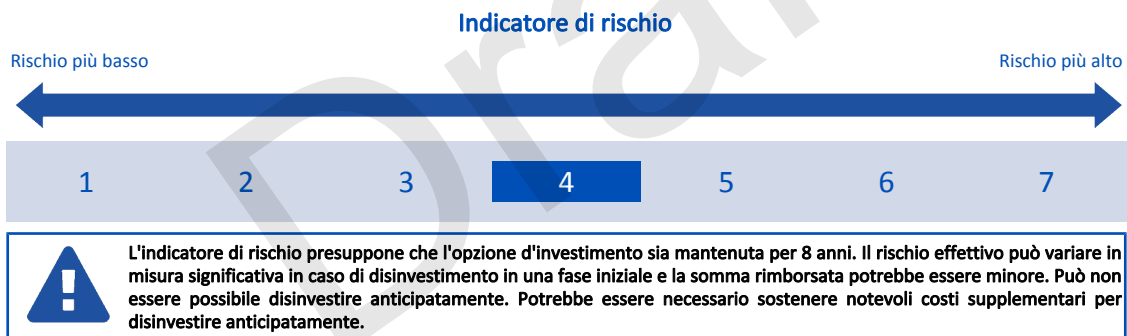 Indicatore di rischio
Rischio più basso
Rischio più alto
1 2 3 4 5 6 7
L'indicatore di rischio presuppone che l'opzione d'investimento sia mantenuta per 8 anni. Il rischio effettivo può variare in
misura significativa in caso di disinvestimento in una fase iniziale e la somma rimborsata potrebbe essere minore. Può non
essere possibile disinvestire anticipatamente. Potrebbe essere necessario sostenere notevoli costi supplementari per
disinvestire anticipatamente.